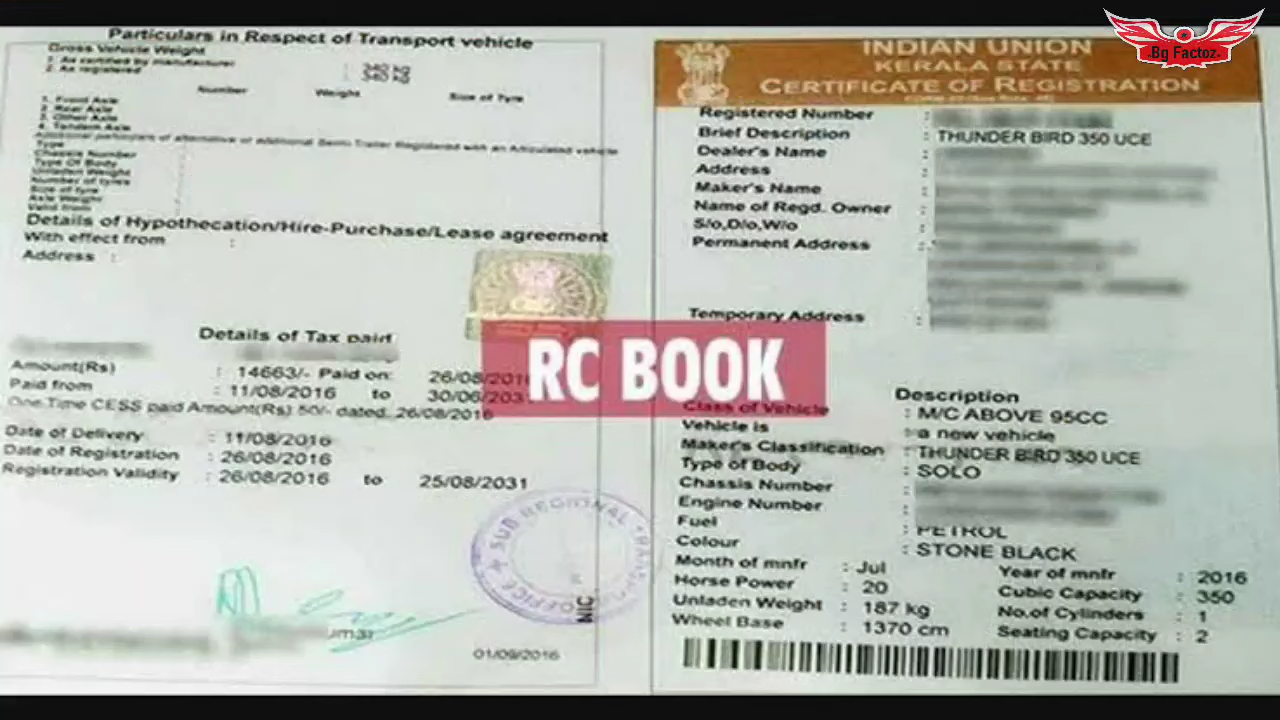 Bg Factoz
Particulars in Respect of Transport vehicle
Gross Vehicle Weight
1. As certified by manufacturer : 340 kg
2. As registered : 340 kg
Number Weight Size of Tyre
1. Front Axle
2. Rear Axle
3. Other Axle
4. Tandem Axle
Additional particulars of alternative or additional Semi Trailer Registered with an Articulated vehicle
Type
Chassis Number
Type Of Body
Unladen Weight
Number of tyres
Size of tyre
Axle Weight
Valid from
Details of Hypothecation/Hire-Purchase/Lease agreement
With effect from :
Address :
Details of Tax paid
Amount(Rs) : 14663/- Paid on: 26/08/2016
Paid from : 11/08/2016 to 30/06/2031
One Time CESS paid Amount(Rs) 50/- dated 26/08/2016
Date of Delivery : 11/08/2016
Date of Registration : 26/08/2016
Registration Validity : 26/08/2016 to 25/08/2031
SUB REGIONAL
OFFICE
NIC
umar
01/09/2016
RC BOOK
INDIAN UNION
KERALA STATE
CERTIFICATE OF REGISTRATION
Registered Number :
Brief Description : THUNDER BIRD 350 UCE
Dealer's Name :
Address :
Maker's Name :
Name of Regd. Owner :
S/o,D/o,W/o :
Permanent Address :
Temporary Address :
Description
Class of Vehicle : M/C ABOVE 95CC
Vehicle is : a new vehicle
Maker's Classification : THUNDER BIRD 350 UCE
Type of Body : SOLO
Chassis Number :
Engine Number :
Fuel : PETROL
Colour : STONE BLACK
Month of mnfr : Jul Year of mnfr : 2016
Horse Power : 20 Cubic Capacity : 350
Unladen Weight : 187 kg No.of Cylinders : 1
Wheel Base : 1370 cm Seating Capacity : 2